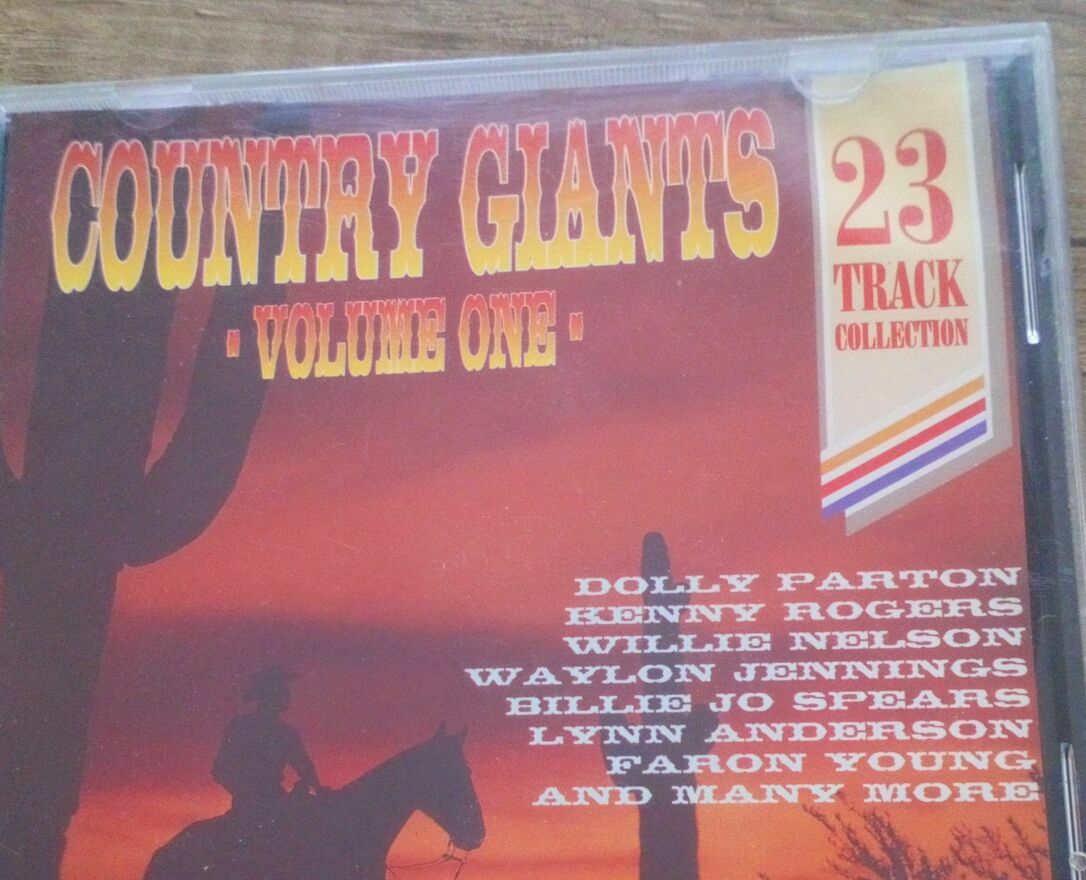 COUNTRY GIANTS
- VOLUME ONE -
23
TRACK
COLLECTION
DOLLY PARTON
KENNY ROGERS
WILLIE NELSON
WAYLON JENNINGS
BILLIE JO SPEARS
LYNN ANDERSON
FARON YOUNG
AND MANY MORE